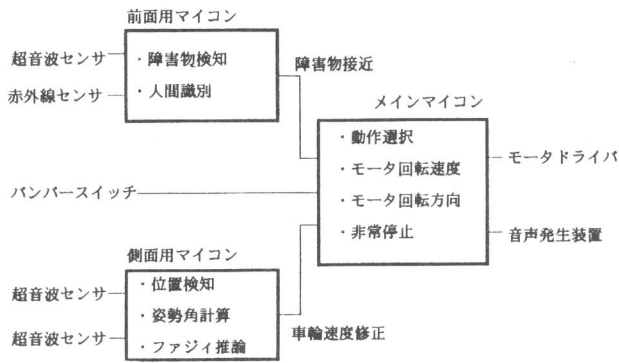 前面用マイコン
超音波センサ
赤外線センサ
・障害物検知
・人間識別
障害物接近
メインマイコン
・動作選択
・モータ回転速度
・モータ回転方向
・非常停止
モータドライバ
音声発生装置
バンバースイッチ
側面用マイコン
超音波センサ
超音波センサ
・位置検知
・姿勢角計算
・ファジィ推論
車輪速度修正